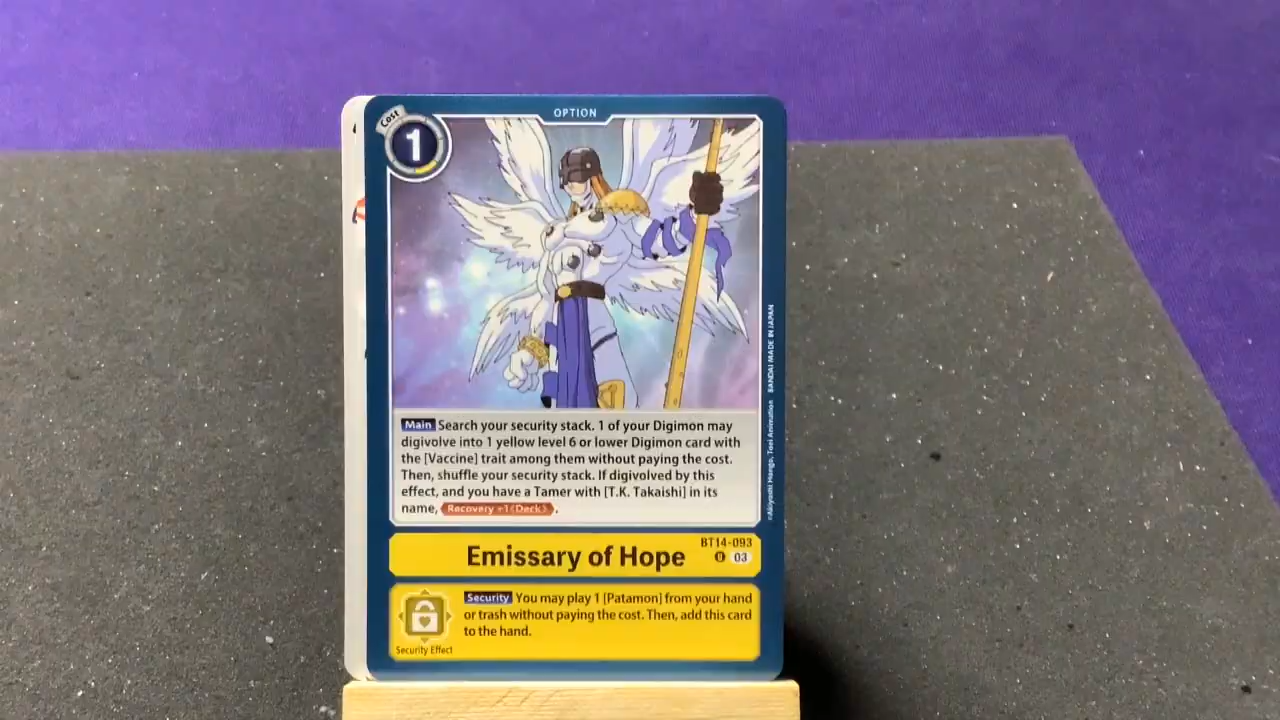 OPTION
Cost
1
Main Search your security stack. 1 of your Digimon may
digivolve into 1 yellow level 6 or lower Digimon card with
the [Vaccine] trait among them without paying the cost.
Then, shuffle your security stack. If digivolved by this
effect, and you have a Tamer with [T.K. Takaishi] in its
name, Recovery +1 (Deck).
©Akiyoshi Hongo, Toei Animation BANDAI MADE IN JAPAN
BT14-093
Emissary of Hope
U 03
Security You may play 1 [Patamon] from your hand
or trash without paying the cost. Then, add this card
to the hand.
Security Effect